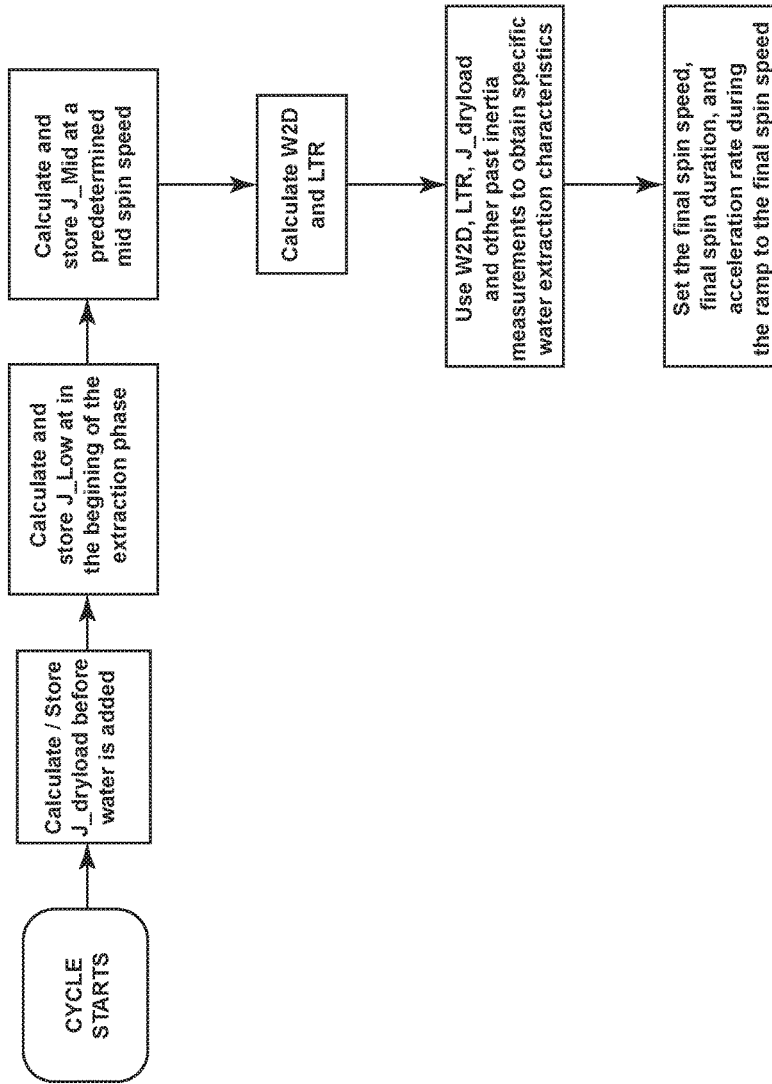 CYCLE
STARTS
Calculate / Store
J_dryload before
water is added
Calculate and
store J_Low at in
the begining of the
extraction phase
Calculate and
store J_Mid at a
predetermined
mid spin speed
Calculate W2D
and LTR
Use W2D, LTR, J_dryload
and other past inertia
measurements to obtain specific
water extraction characteristics
Set the final spin speed,
final spin duration, and
acceleration rate during
the ramp to the final spin speed